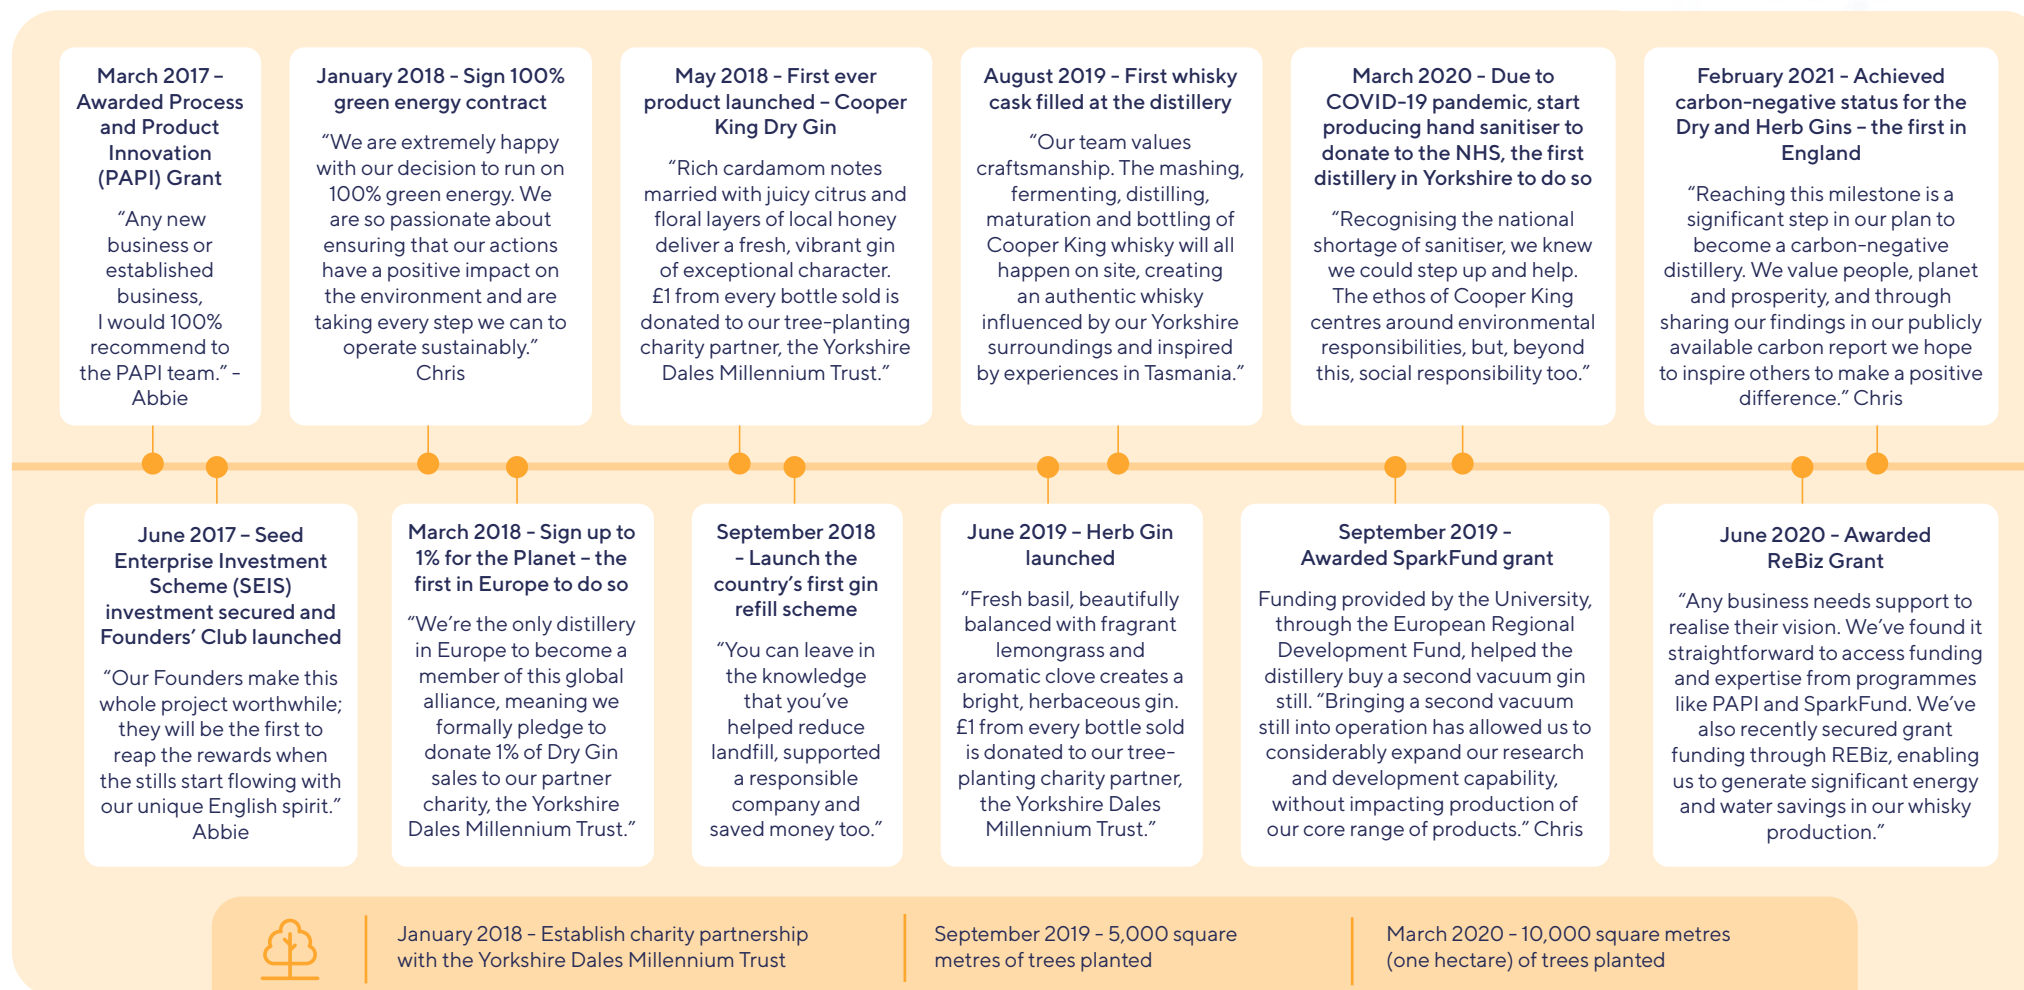 March 2017 –
Awarded Process
and Product
Innovation
(PAPI) Grant
“Any new
business or
established
business,
I would 100%
recommend to
the PAPI team.” -
Abbie
January 2018 - Sign 100%
green energy contract
“We are extremely happy
with our decision to run on
100% green energy. We
are so passionate about
ensuring that our actions
have a positive impact on
the environment and are
taking every step we can to
operate sustainably.”
Chris
May 2018 - First ever
product launched – Cooper
King Dry Gin
“Rich cardamom notes
married with juicy citrus and
floral layers of local honey
deliver a fresh, vibrant gin
of exceptional character.
£1 from every bottle sold is
donated to our tree-planting
charity partner, the Yorkshire
Dales Millennium Trust.”
August 2019 - First whisky
cask filled at the distillery
“Our team values
craftsmanship. The mashing,
fermenting, distilling,
maturation and bottling of
Cooper King whisky will all
happen on site, creating
an authentic whisky
influenced by our Yorkshire
surroundings and inspired
by experiences in Tasmania.”
March 2020 - Due to
COVID-19 pandemic, start
producing hand sanitiser to
donate to the NHS, the first
distillery in Yorkshire to do so
“Recognising the national
shortage of sanitiser, we knew
we could step up and help.
The ethos of Cooper King
centres around environmental
responsibilities, but, beyond
this, social responsibility too.”
February 2021 - Achieved
carbon-negative status for the
Dry and Herb Gins – the first in
England
“Reaching this milestone is a
significant step in our plan to
become a carbon-negative
distillery. We value people, planet
and prosperity, and through
sharing our findings in our publicly
available carbon report we hope
to inspire others to make a positive
difference.” Chris
June 2017 – Seed
Enterprise Investment
Scheme (SEIS)
investment secured and
Founders’ Club launched
“Our Founders make this
whole project worthwhile;
they will be the first to
reap the rewards when
the stills start flowing with
our unique English spirit.”
Abbie
March 2018 - Sign up to
1% for the Planet – the
first in Europe to do so
“We’re the only distillery
in Europe to become a
member of this global
alliance, meaning we
formally pledge to
donate 1% of Dry Gin
sales to our partner
charity, the Yorkshire
Dales Millennium Trust.”
September 2018
- Launch the
country’s first gin
refill scheme
“You can leave in
the knowledge
that you’ve
helped reduce
landfill, supported
a responsible
company and
saved money too.”
June 2019 – Herb Gin
launched
“Fresh basil, beautifully
balanced with fragrant
lemongrass and
aromatic clove creates a
bright, herbaceous gin.
£1 from every bottle sold
is donated to our tree-
planting charity partner,
the Yorkshire Dales
Millennium Trust.”
September 2019 -
Awarded SparkFund grant
Funding provided by the University,
through the European Regional
Development Fund, helped the
distillery buy a second vacuum gin
still. “Bringing a second vacuum
still into operation has allowed us to
considerably expand our research
and development capability,
without impacting production of
our core range of products.” Chris
June 2020 - Awarded
ReBiz Grant
“Any business needs support to
realise their vision. We’ve found it
straightforward to access funding
and expertise from programmes
like PAPI and SparkFund. We’ve
also recently secured grant
funding through REBiz, enabling
us to generate significant energy
and water savings in our whisky
production.”
January 2018 - Establish charity partnership
with the Yorkshire Dales Millennium Trust
September 2019 - 5,000 square
metres of trees planted
March 2020 - 10,000 square metres
(one hectare) of trees planted